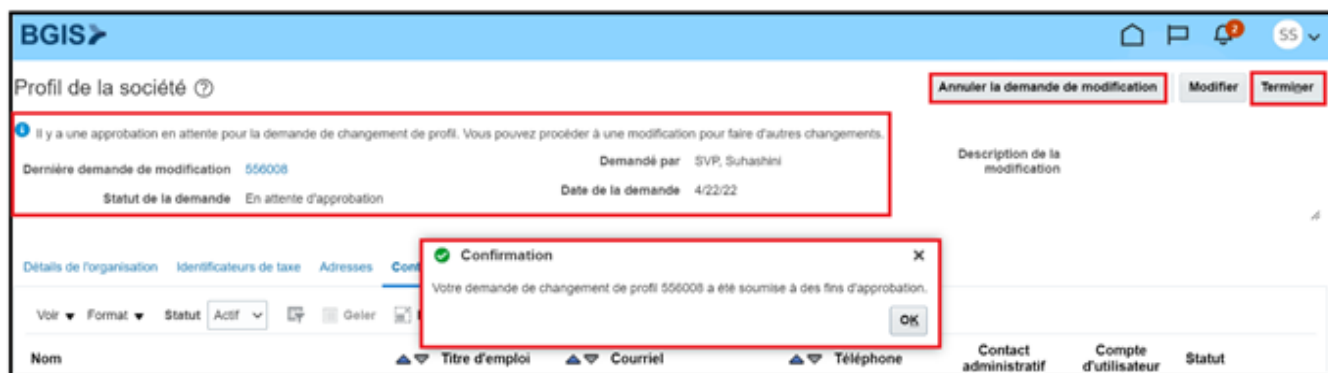 BGIS
2
SS
Profil de la société
Annuler la demande de modification Modifier Terminer
Il y a une approbation en attente pour la demande de changement de profil. Vous pouvez procéder à une modification pour faire d'autres changements.
Dernière demande de modification 556008 Demandé par SVP, Suhashini Description de la modification
Statut de la demande En attente d'approbation Date de la demande 4/22/22
Confirmation
Votre demande de changement de profil 556008 a été soumise à des fins d'approbation.
OK
Détails de l'organisation Identificateurs de taxe Adresses Cont
Voir Format Statut Actif Geler
Nom Titre d'emploi Courriel Téléphone Contact administratif Compte d'utilisateur Statut